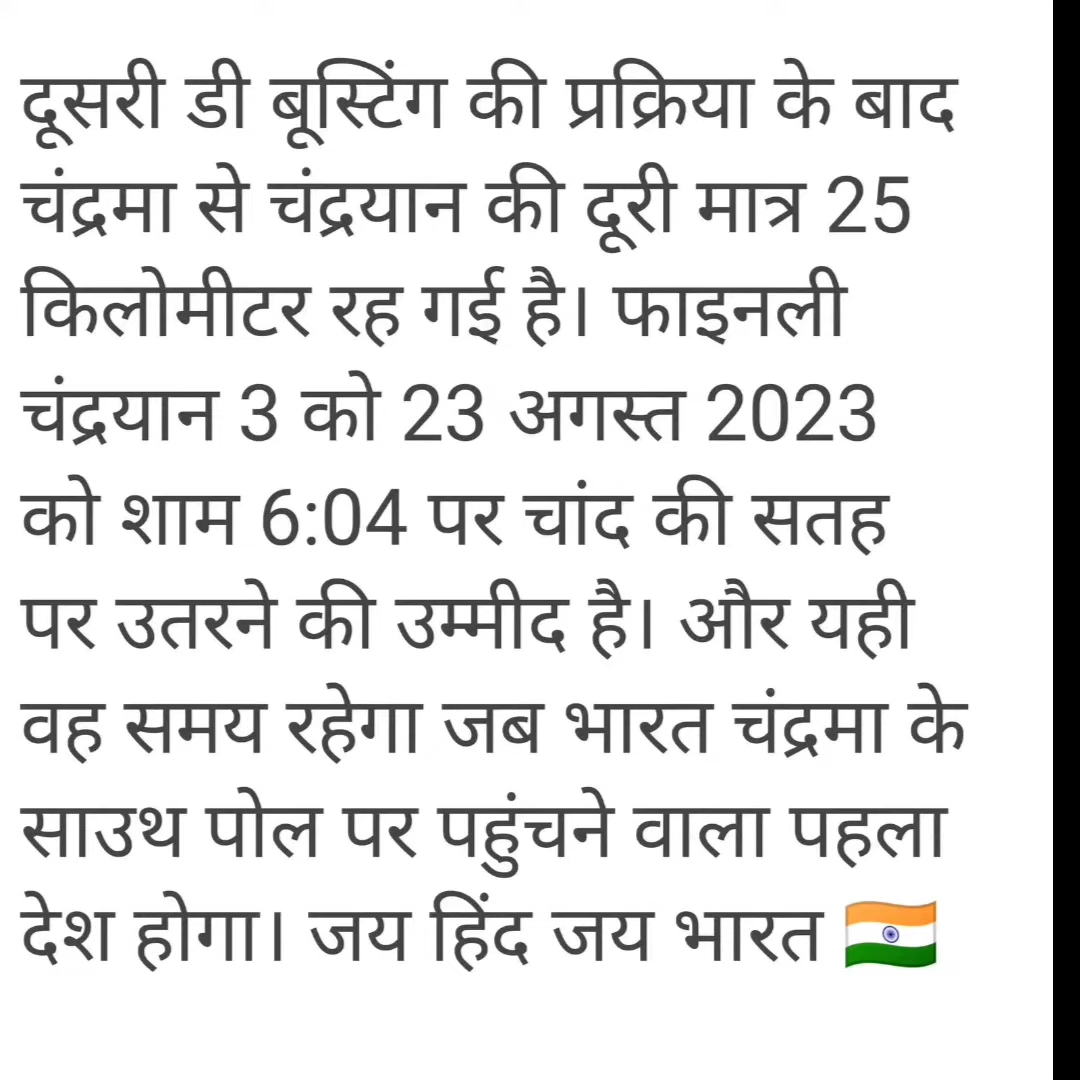 दूसरी डी बूस्टिंग की प्रक्रिया के बाद
चंद्रमा से चंद्रयान की दूरी मात्र 25
किलोमीटर रह गई है। फाइनली
चंद्रयान 3 को 23 अगस्त 2023
को शाम 6:04 पर चांद की सतह
पर उतरने की उम्मीद है। और यही
वह समय रहेगा जब भारत चंद्रमा के
साउथ पोल पर पहुंचने वाला पहला
देश होगा। जय हिंद जय भारत 🇮🇳